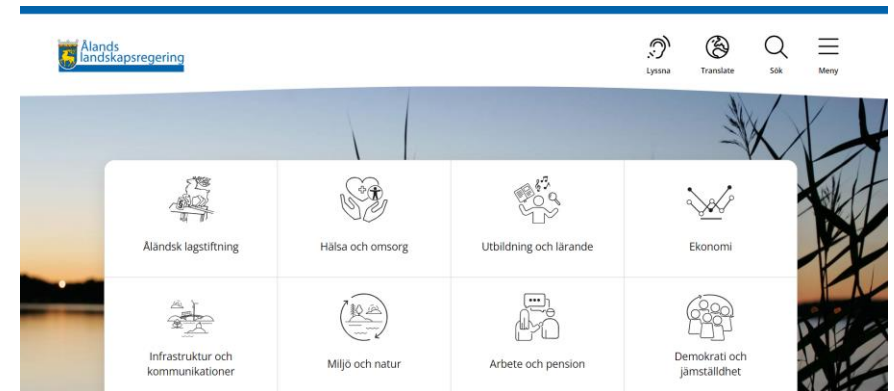 Ålands
landskapsregering
Lyssna
Translate
Sök
Meny
Åländsk lagstiftning
Hälsa och omsorg
Utbildning och lärande
Ekonomi
Infrastruktur och
kommunikationer
Miljö och natur
Arbete och pension
Demokrati och
jämställdhet